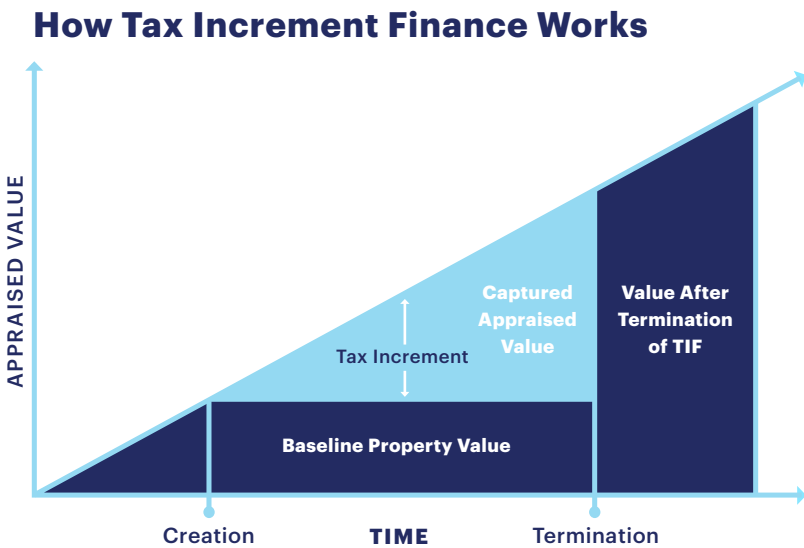 How Tax Increment Finance Works
APPRAISED VALUE
Captured
Appraised
Value
Value After
Termination
of TIF
Tax Increment
Baseline Property Value
Creation
TIME
Termination